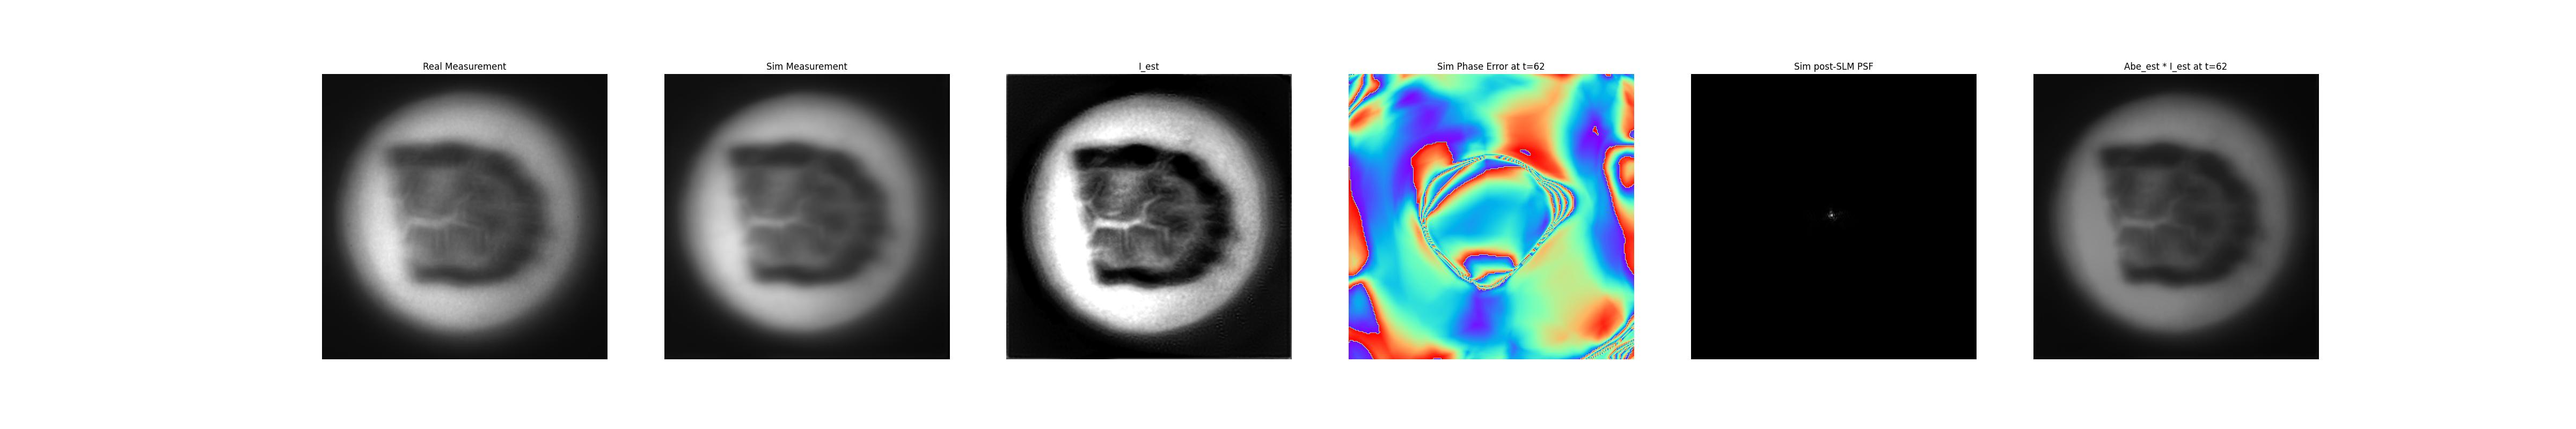 Real Measurement
Sim Measurement
I_est
Sim Phase Error at t=62
Sim post-SLM PSF
Abe_est * I_est at t=62